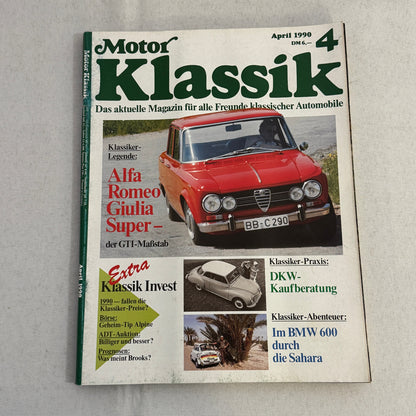 Motor
Klassik
April 1990
DM 6,—
4
Das aktuelle Magazin für alle Freunde klassischer Automobile
Klassiker-
Legende:
Alfa
Romeo
Giulia
Super –
der GTI-Maßstab
BB-C 290
Extra
Klassik Invest
1990 — fallen die
Klassiker-Preise?
Börse:
Geheim-Tip Alpine
ADT-Auktion:
Billiger und besser?
Prognosen:
Was meint Brooks?
Klassiker-Praxis:
DKW-
Kaufberatung
Klassiker-Abenteuer:
Im BMW 600
durch
die Sahara
Motor Klassik
April 1990